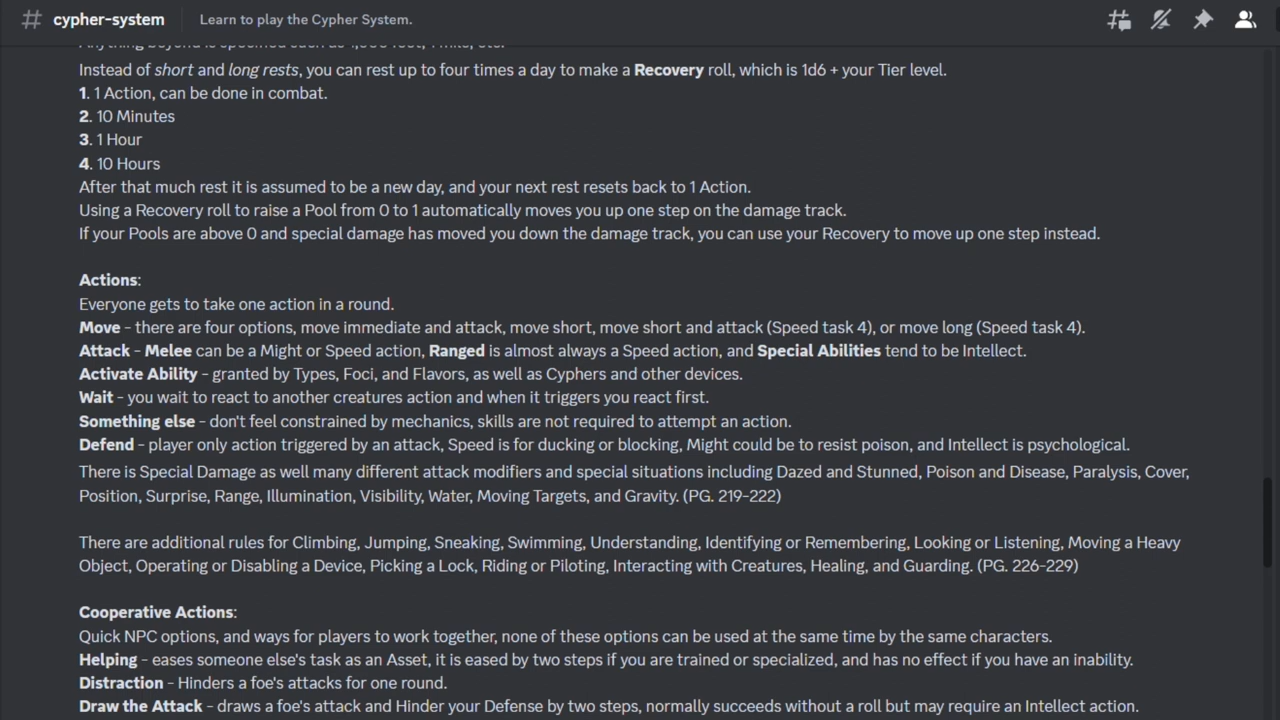 # cypher-system Learn to play the Cypher System.
Anything beyond is specified such as 1,000 feet, 1 mile, etc.
Instead of short and long rests, you can rest up to four times a day to make a Recovery roll, which is 1d6 + your Tier level.
1. 1 Action, can be done in combat.
2. 10 Minutes
3. 1 Hour
4. 10 Hours
After that much rest it is assumed to be a new day, and your next rest resets back to 1 Action.
Using a Recovery roll to raise a Pool from 0 to 1 automatically moves you up one step on the damage track.
If your Pools are above 0 and special damage has moved you down the damage track, you can use your Recovery to move up one step instead.
Actions:
Everyone gets to take one action in a round.
Move - there are four options, move immediate and attack, move short, move short and attack (Speed task 4), or move long (Speed task 4).
Attack - Melee can be a Might or Speed action, Ranged is almost always a Speed action, and Special Abilities tend to be Intellect.
Activate Ability - granted by Types, Foci, and Flavors, as well as Cyphers and other devices.
Wait - you wait to react to another creatures action and when it triggers you react first.
Something else - don't feel constrained by mechanics, skills are not required to attempt an action.
Defend - player only action triggered by an attack, Speed is for ducking or blocking, Might could be to resist poison, and Intellect is psychological.
There is Special Damage as well many different attack modifiers and special situations including Dazed and Stunned, Poison and Disease, Paralysis, Cover,
Position, Surprise, Range, Illumination, Visibility, Water, Moving Targets, and Gravity. (PG. 219-222)
There are additional rules for Climbing, Jumping, Sneaking, Swimming, Understanding, Identifying or Remembering, Looking or Listening, Moving a Heavy
Object, Operating or Disabling a Device, Picking a Lock, Riding or Piloting, Interacting with Creatures, Healing, and Guarding. (PG. 226-229)
Cooperative Actions:
Quick NPC options, and ways for players to work together, none of these options can be used at the same time by the same characters.
Helping - eases someone else's task as an Asset, it is eased by two steps if you are trained or specialized, and has no effect if you have an inability.
Distraction - Hinders a foe's attacks for one round.
Draw the Attack - draws a foe's attack and Hinder your Defense by two steps, normally succeeds without a roll but may require an Intellect action.